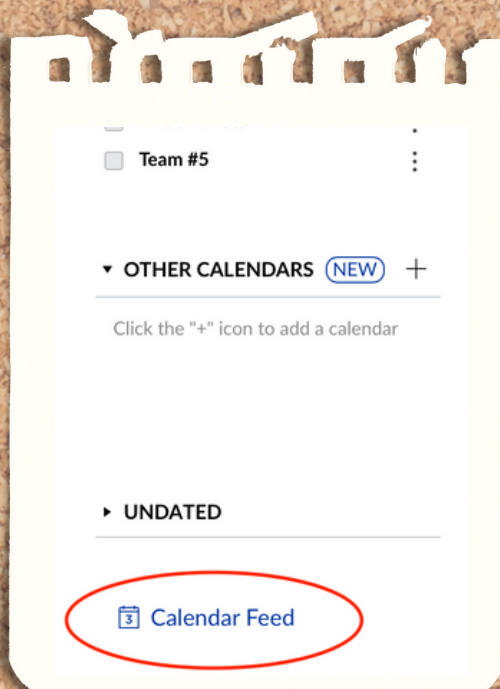 Team #5
OTHER CALENDARS NEW +
Click the "+" icon to add a calendar
UNDATED
3 Calendar Feed